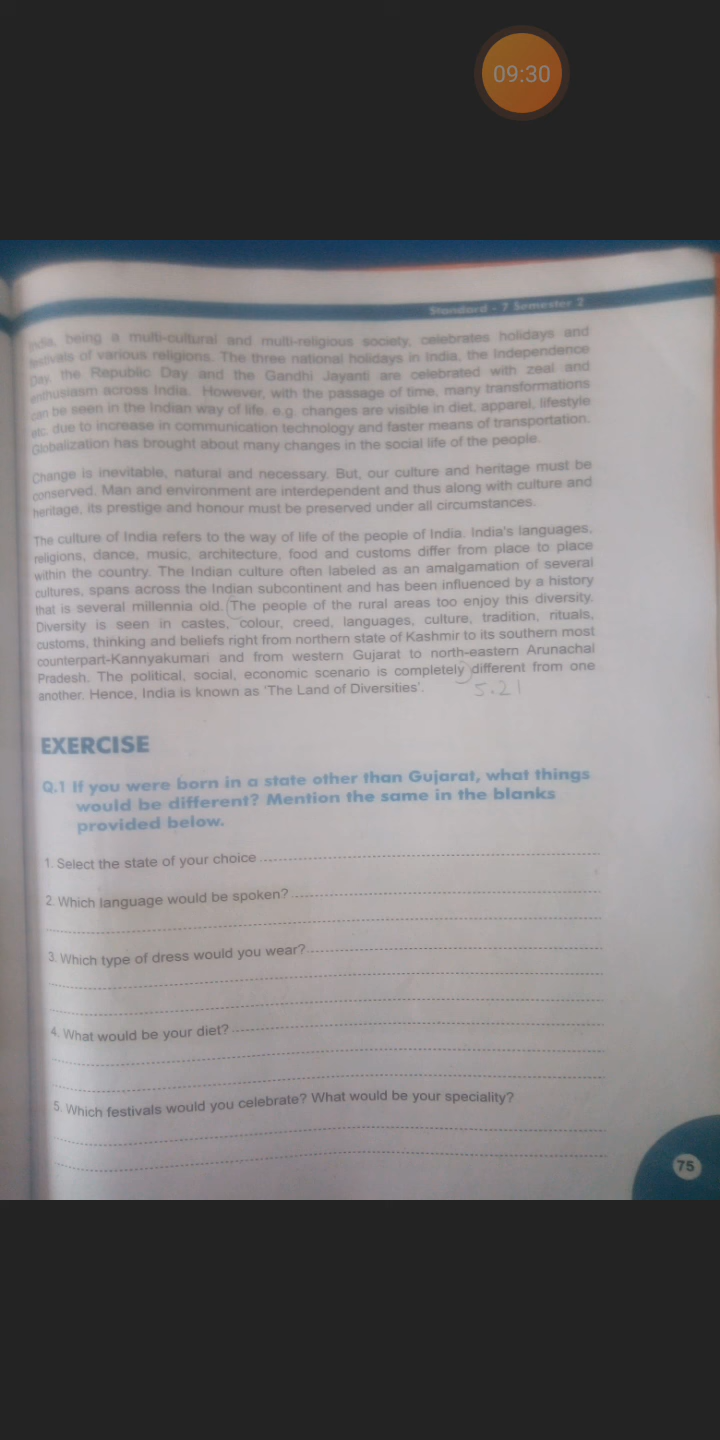 09:30
Standard - 7 Semester 2
India, being a multi-cultural and multi-religious society, celebrates holidays and
festivals of various religions. The three national holidays in India, the Independence
Day, the Republic Day and the Gandhi Jayanti are celebrated with zeal and
enthusiasm across India. However, with the passage of time, many transformations
can be seen in the Indian way of life. e.g. changes are visible in diet, apparel, lifestyle
etc. due to increase in communication technology and faster means of transportation.
Globalization has brought about many changes in the social life of the people.
Change is inevitable, natural and necessary. But, our culture and heritage must be
conserved. Man and environment are interdependent and thus along with culture and
heritage, its prestige and honour must be preserved under all circumstances.
The culture of India refers to the way of life of the people of India. India's languages,
religions, dance, music, architecture, food and customs differ from place to place
within the country. The Indian culture often labeled as an amalgamation of several
cultures, spans across the Indian subcontinent and has been influenced by a history
that is several millennia old. The people of the rural areas too enjoy this diversity.
Diversity is seen in castes, colour, creed, languages, culture, tradition, rituals,
customs, thinking and beliefs right from northern state of Kashmir to its southern most
counterpart-Kannyakumari and from western Gujarat to north-eastern Arunachal
Pradesh. The political, social, economic scenario is completely different from one
another. Hence, India is known as 'The Land of Diversities'.
5.21
EXERCISE
Q.1 If you were born in a state other than Gujarat, what things
would be different? Mention the same in the blanks
provided below.
1. Select the state of your choice
2. Which language would be spoken?
3. Which type of dress would you wear?
4. What would be your diet?
5. Which festivals would you celebrate? What would be your speciality?
75